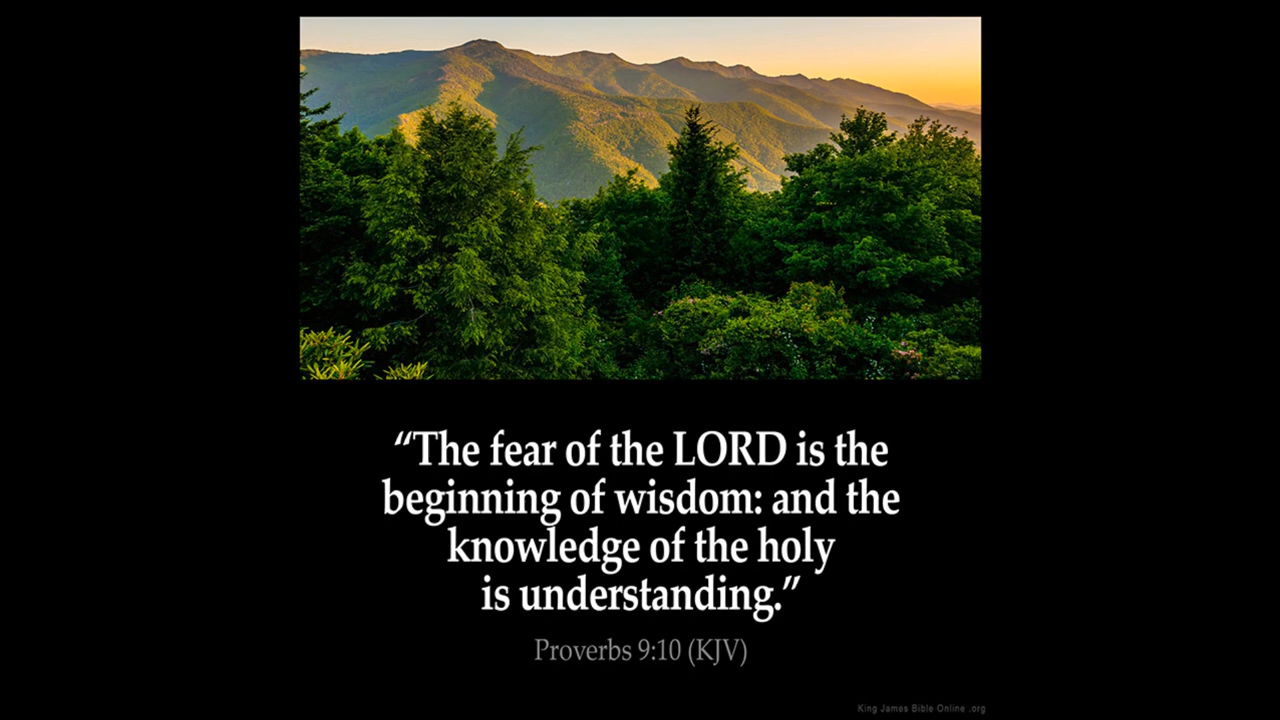 “The fear of the LORD is the
beginning of wisdom: and the
knowledge of the holy
is understanding.”
Proverbs 9:10 (KJV)
King James Bible Online .org